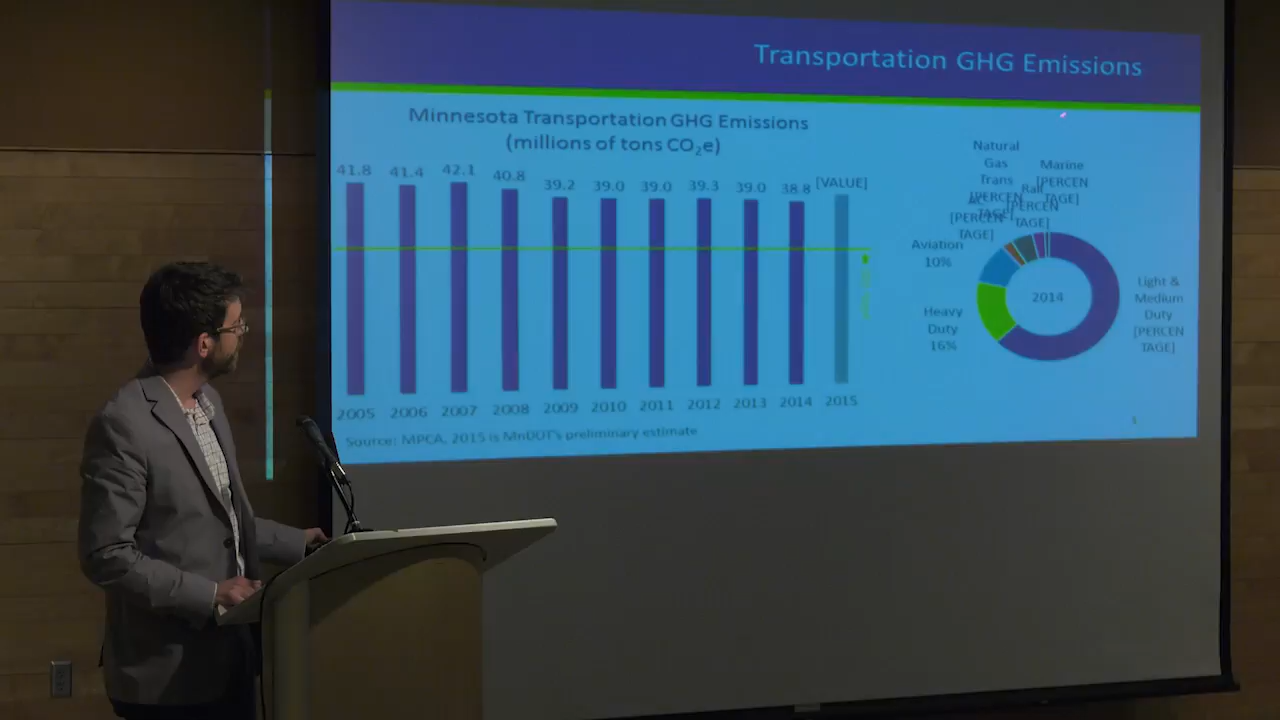 Transportation GHG Emissions
Minnesota Transportation GHG Emissions
(millions of tons CO₂e)
41.8 41.4 42.1 40.8 39.2 39.0 39.0 39.3 39.0 38.8 [VALUE]
2005 2006 2007 2008 2009 2010 2011 2012 2013 2014 2015
Source: MPCA, 2015 is MnDOT's preliminary estimate
Natural
Gas
Trans
[PERCEN
TAGE]
Marine
[PERCEN
TAGE]
Rail
[PERCEN
TAGE]
AC
[PERCEN
TAGE]
Aviation
10%
Heavy
Duty
16%
2014
Light &
Medium
Duty
[PERCEN
TAGE]